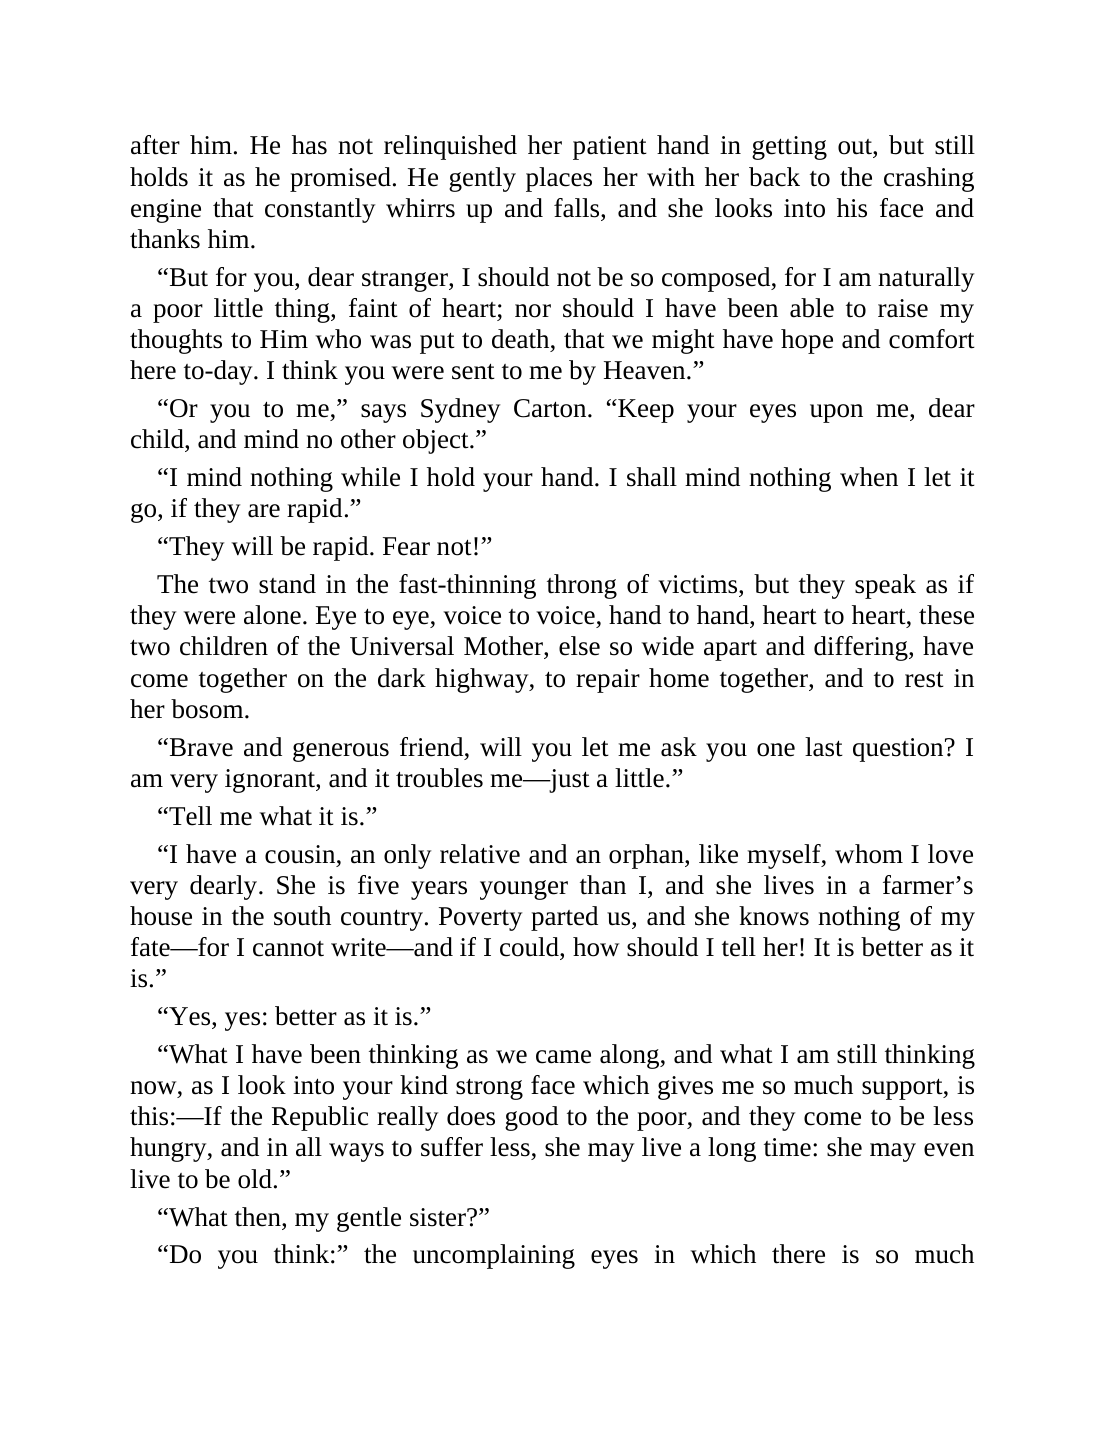 after him. He has not relinquished her patient hand in getting out, but still
holds it as he promised. He gently places her with her back to the crashing
engine that constantly whirrs up and falls, and she looks into his face and
thanks him.
“But for you, dear stranger, I should not be so composed, for I am naturally
a poor little thing, faint of heart; nor should I have been able to raise my
thoughts to Him who was put to death, that we might have hope and comfort
here to-day. I think you were sent to me by Heaven.”
“Or you to me,” says Sydney Carton. “Keep your eyes upon me, dear
child, and mind no other object.”
“I mind nothing while I hold your hand. I shall mind nothing when I let it
go, if they are rapid.”
“They will be rapid. Fear not!”
The two stand in the fast-thinning throng of victims, but they speak as if
they were alone. Eye to eye, voice to voice, hand to hand, heart to heart, these
two children of the Universal Mother, else so wide apart and differing, have
come together on the dark highway, to repair home together, and to rest in
her bosom.
“Brave and generous friend, will you let me ask you one last question? I
am very ignorant, and it troubles me—just a little.”
“Tell me what it is.”
“I have a cousin, an only relative and an orphan, like myself, whom I love
very dearly. She is five years younger than I, and she lives in a farmer’s
house in the south country. Poverty parted us, and she knows nothing of my
fate—for I cannot write—and if I could, how should I tell her! It is better as it
is.”
“Yes, yes: better as it is.”
“What I have been thinking as we came along, and what I am still thinking
now, as I look into your kind strong face which gives me so much support, is
this:—If the Republic really does good to the poor, and they come to be less
hungry, and in all ways to suffer less, she may live a long time: she may even
live to be old.”
“What then, my gentle sister?”
“Do you think:” the uncomplaining eyes in which there is so much